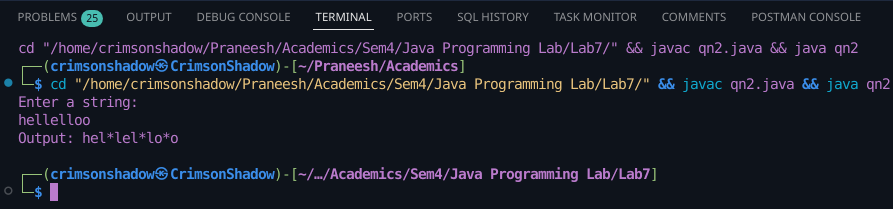 PROBLEMS 25 OUTPUT DEBUG CONSOLE TERMINAL PORTS SQL HISTORY TASK MONITOR COMMENTS POSTMAN CONSOLE
cd "/home/crimsonshadow/Praneesh/Academics/Sem4/Java Programming Lab/Lab7/" && javac qn2.java && java qn2
┌──(crimsonshadow㉿CrimsonShadow)-[~/Praneesh/Academics]
└─$ cd "/home/crimsonshadow/Praneesh/Academics/Sem4/Java Programming Lab/Lab7/" && javac qn2.java && java qn2
Enter a string:
hellelloo
Output: hel*lel*lo*o
┌──(crimsonshadow㉿CrimsonShadow)-[~/…/Academics/Sem4/Java Programming Lab/Lab7]
└─$